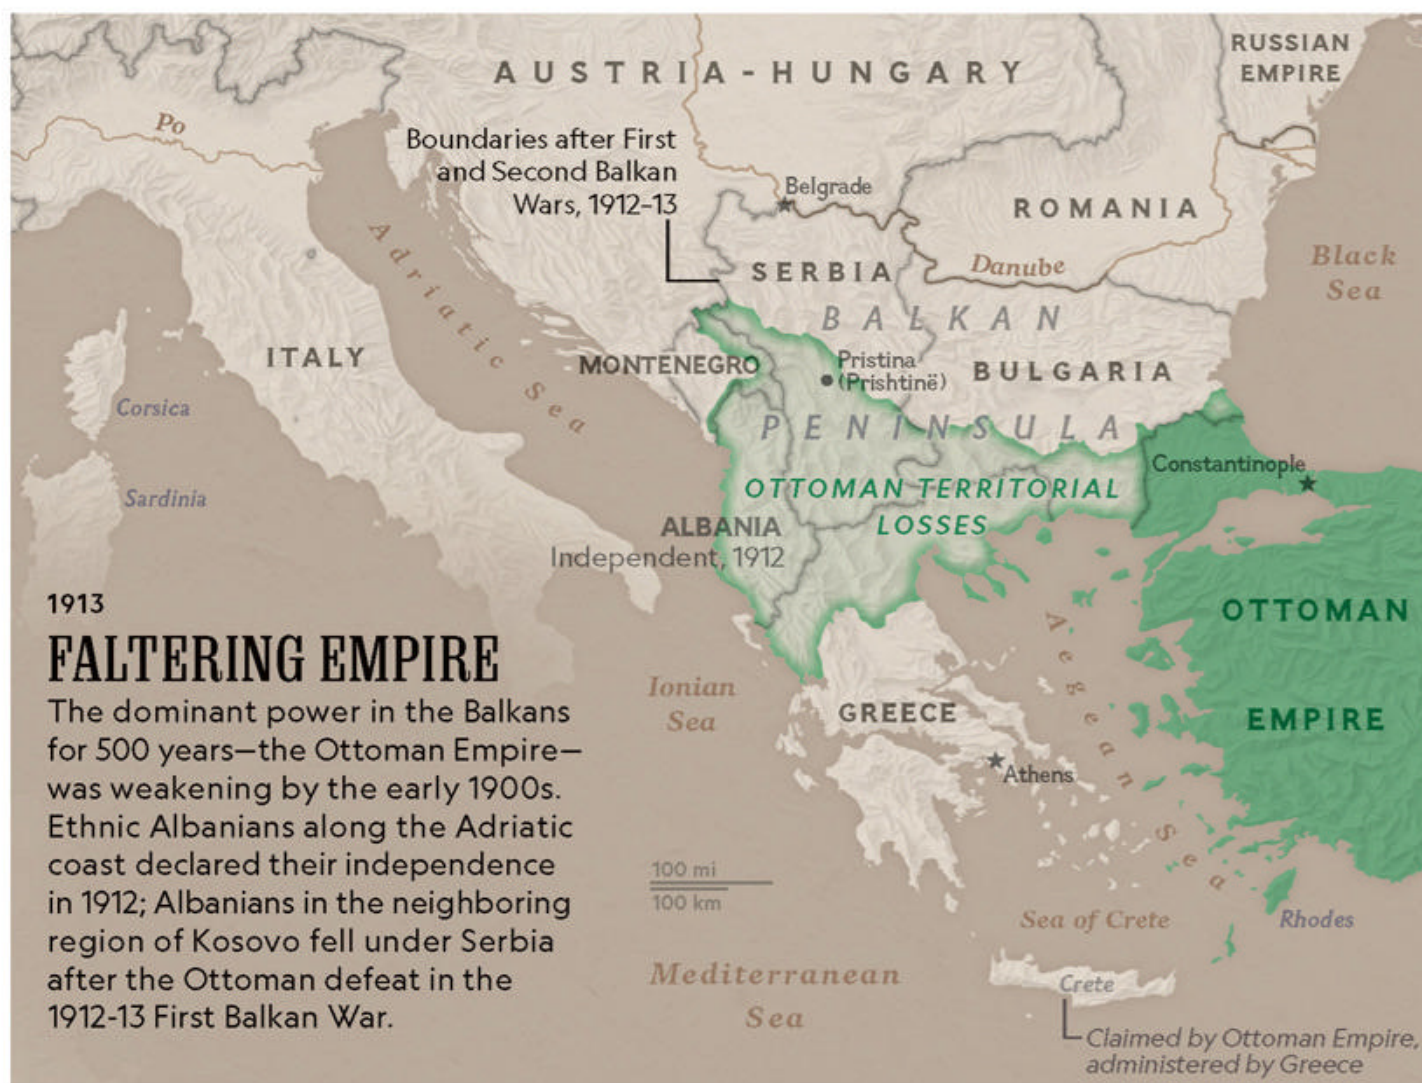 RUSSIAN
EMPIRE
AUSTRIA-HUNGARY
Po
Boundaries after First
and Second Balkan
Wars, 1912-13
Belgrade
ROMANIA
Adriatic Sea
Black
Sea
SERBIA
Danube
BALKAN
ITALY
MONTENEGRO
Pristina
(Prishtinë)
BULGARIA
Corsica
PENINSULA
Constantinople
Sardinia
OTTOMAN TERRITORIAL
LOSSES
ALBANIA
Independent, 1912
1913
FALTERING EMPIRE
The dominant power in the Balkans
for 500 years—the Ottoman Empire—
was weakening by the early 1900s.
Ethnic Albanians along the Adriatic
coast declared their independence
in 1912; Albanians in the neighboring
region of Kosovo fell under Serbia
after the Ottoman defeat in the
1912-13 First Balkan War.
OTTOMAN
EMPIRE
Aegean Sea
Ionian
Sea
GREECE
Athens
100 mi
100 km
Sea of Crete
Rhodes
Mediterranean
Sea
Crete
Claimed by Ottoman Empire,
administered by Greece